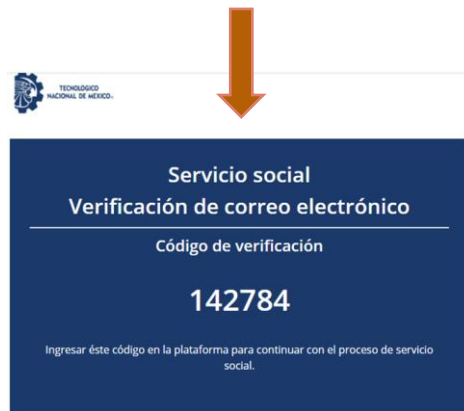 TECNOLÓGICO
NACIONAL DE MÉXICO.
Servicio social
Verificación de correo electrónico
Código de verificación
142784
Ingresar éste código en la plataforma para continuar con el proceso de servicio
social.